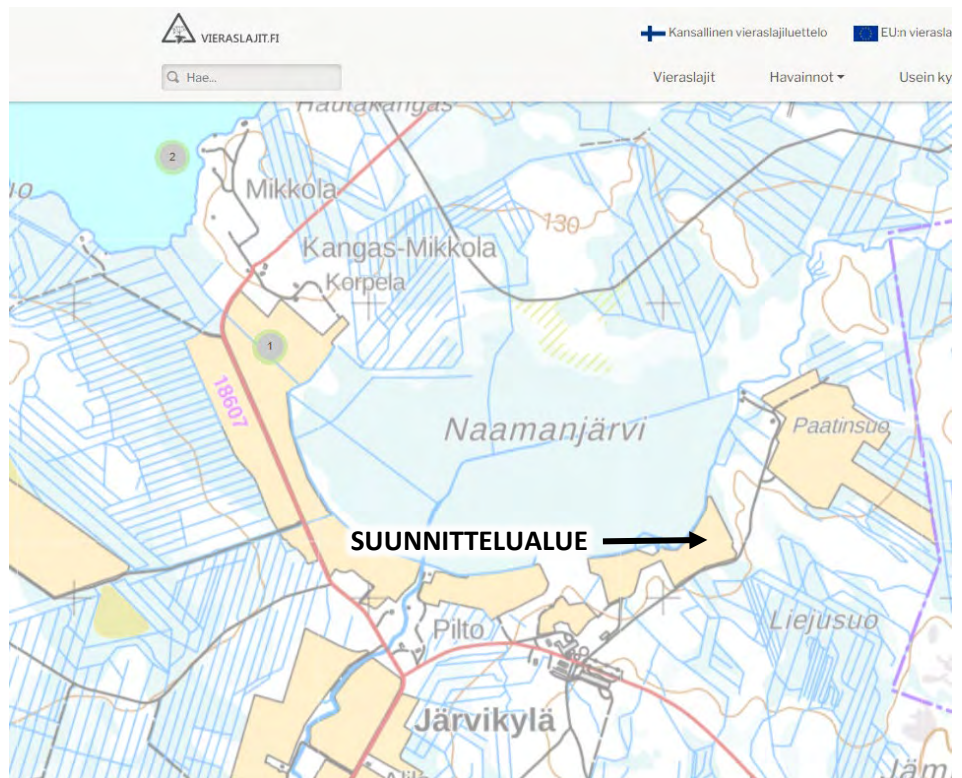 VIERASLAJIT.FI
Kansallinen vieraslajiluettelo
EU:n vierasla
Hae...
Vieraslajit
Havainnot
Usein ky
Hautakangas
2
Mikkola
130
Kangas-Mikkola
Korpela
1
18607
Naamanjärvi
Paatinsuo
SUUNNITTELUALUE
Liejusuo
Pilto
Järvikylä
Jäm